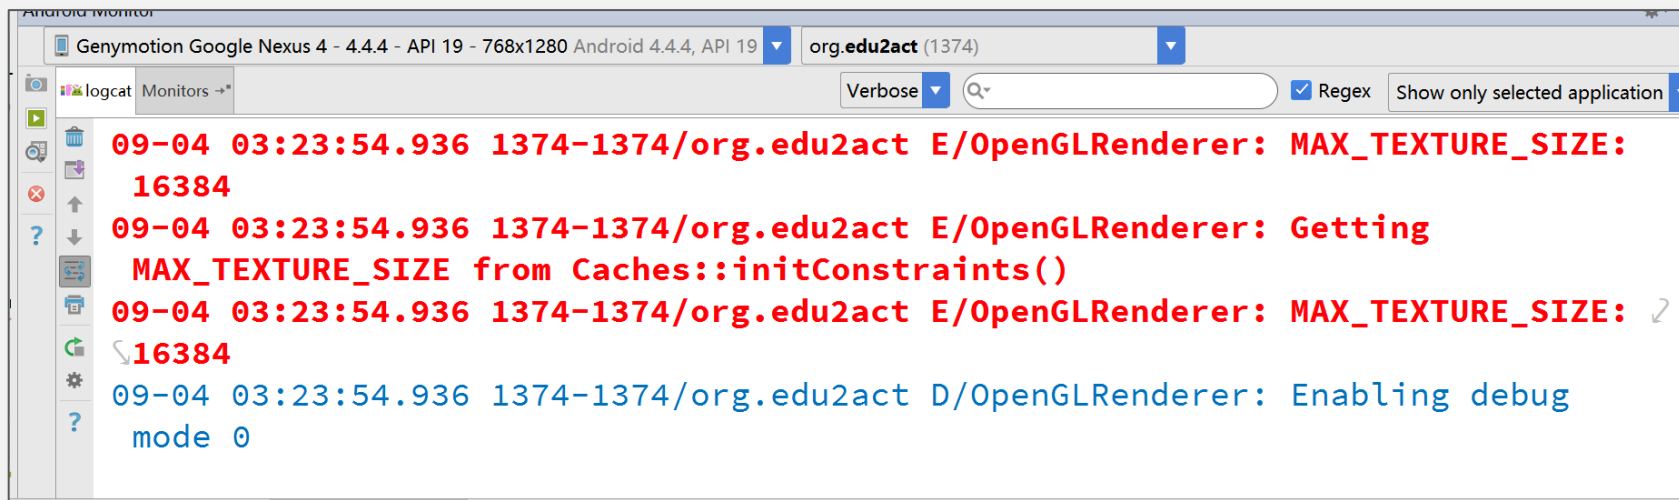 Android Monitor
Genymotion Google Nexus 4 - 4.4.4 - API 19 - 768x1280 Android 4.4.4, API 19 org.edu2act (1374)
logcat Monitors Verbose Regex Show only selected application
09-04 03:23:54.936 1374-1374/org.edu2act E/OpenGLRenderer: MAX_TEXTURE_SIZE:
16384
09-04 03:23:54.936 1374-1374/org.edu2act E/OpenGLRenderer: Getting
MAX_TEXTURE_SIZE from Caches::initConstraints()
09-04 03:23:54.936 1374-1374/org.edu2act E/OpenGLRenderer: MAX_TEXTURE_SIZE:
16384
09-04 03:23:54.936 1374-1374/org.edu2act D/OpenGLRenderer: Enabling debug
mode 0